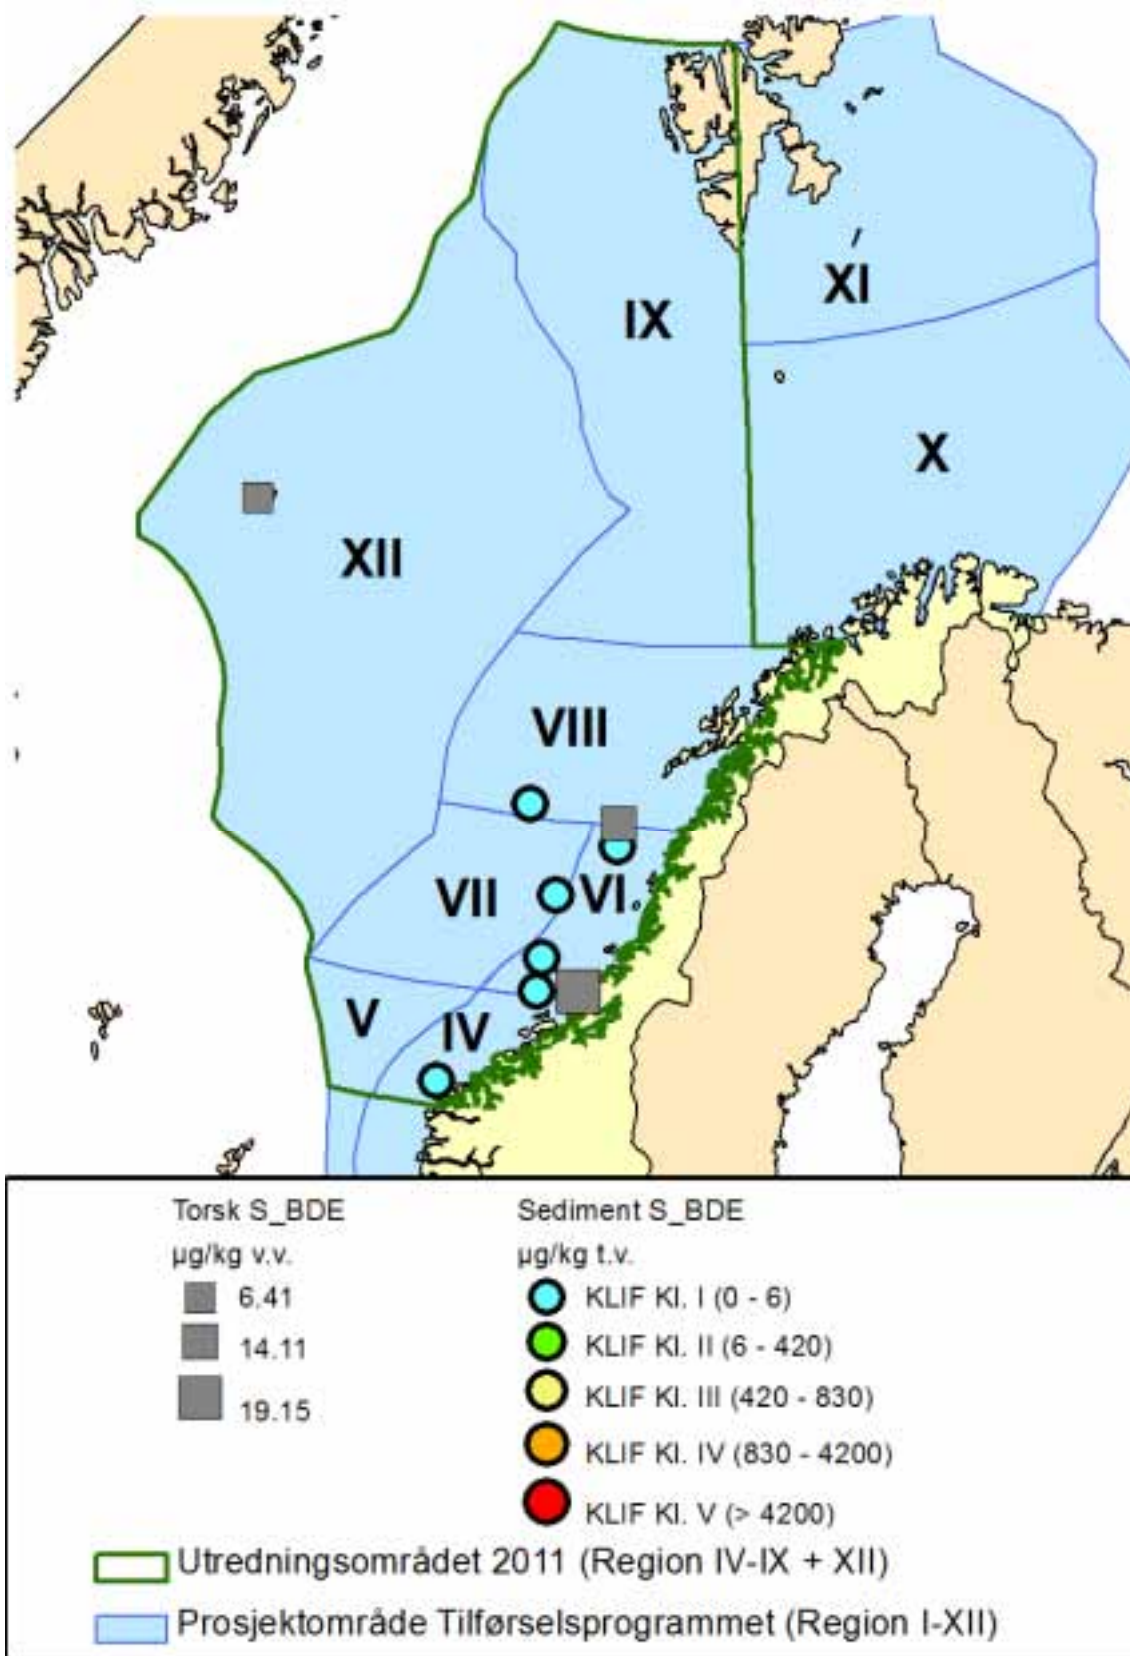 IX
XI
X
XII
VIII
VII
VI
V
IV
Torsk S_BDE
µg/kg v.v.
6.41
14.11
19.15
Sediment S_BDE
µg/kg t.v.
KLIF Kl. I (0 - 6)
KLIF Kl. II (6 - 420)
KLIF Kl. III (420 - 830)
KLIF Kl. IV (830 - 4200)
KLIF Kl. V (> 4200)
Utredningsområdet 2011 (Region IV-IX + XII)
Prosjektområde Tilførselsprogrammet (Region I-XII)